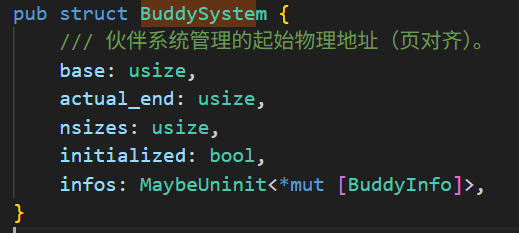 pub struct BuddySystem {
/// 伙伴系统管理的起始物理地址（页对齐）。
base: usize,
actual_end: usize,
nsizes: usize,
initialized: bool,
infos: MaybeUninit<*mut [BuddyInfo]>,
}